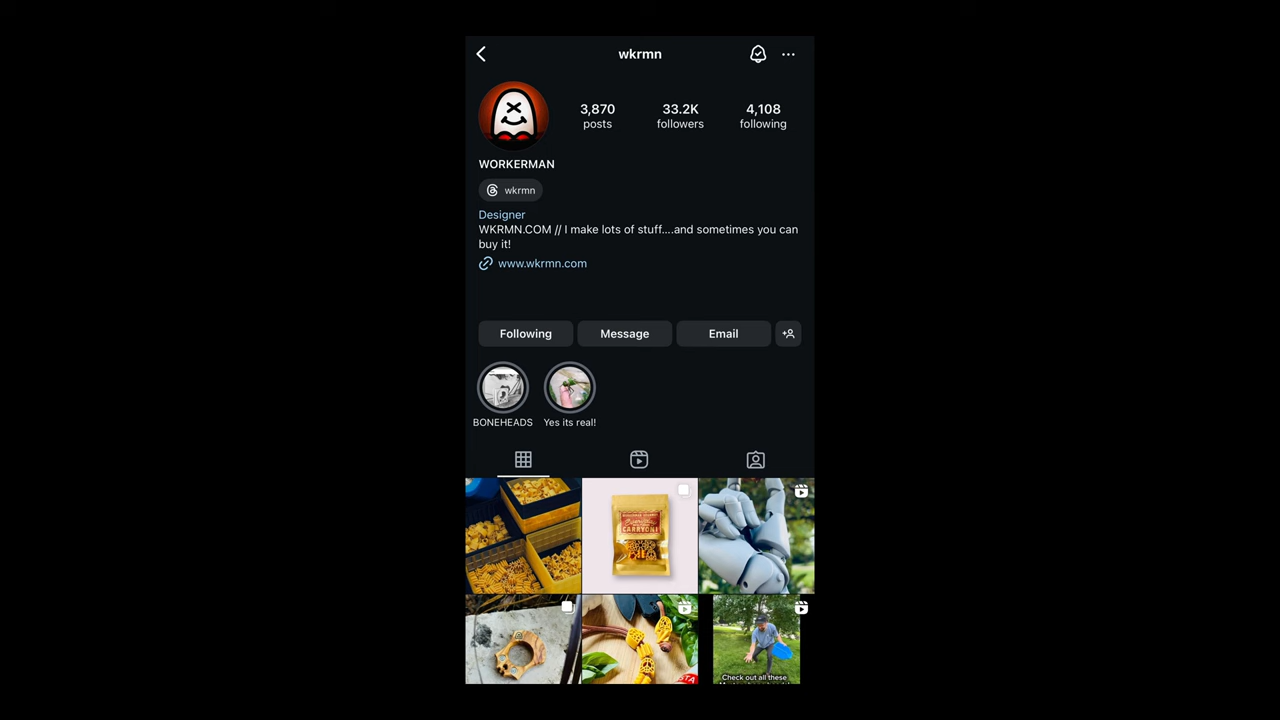 wkrmn
3,870
posts
33.2K
followers
4,108
following
WORKERMAN
wkrmn
Designer
WKRMN.COM // I make lots of stuff....and sometimes you can
buy it!
www.wkrmn.com
Following
Message
Email
BONEHEADS
Yes its real!
CARRYONI
Check out all these